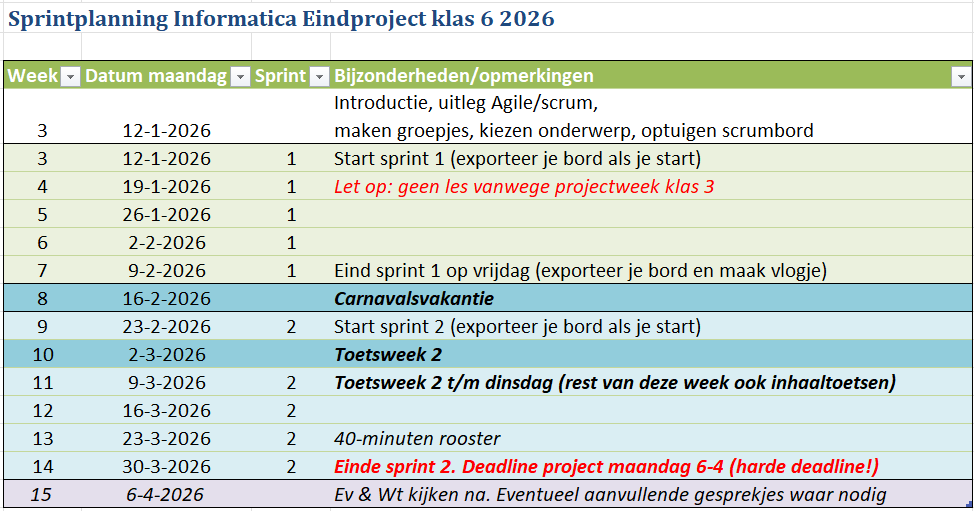 Sprintplanning Informatica Eindproject klas 6 2026
Week Datum maandag Sprint Bijzonderheden/opmerkingen
Introductie, uitleg Agile/scrum,
3 12-1-2026 maken groepjes, kiezen onderwerp, optuigen scrumbord
3 12-1-2026 1 Start sprint 1 (exporteer je bord als je start)
4 19-1-2026 1 Let op: geen les vanwege projectweek klas 3
5 26-1-2026 1
6 2-2-2026 1
7 9-2-2026 1 Eind sprint 1 op vrijdag (exporteer je bord en maak vlogje)
8 16-2-2026 Carnavalsvakantie
9 23-2-2026 2 Start sprint 2 (exporteer je bord als je start)
10 2-3-2026 Toetsweek 2
11 9-3-2026 2 Toetsweek 2 t/m dinsdag (rest van deze week ook inhaaltoetsen)
12 16-3-2026 2
13 23-3-2026 2 40-minuten rooster
14 30-3-2026 2 Einde sprint 2. Deadline project maandag 6-4 (harde deadline!)
15 6-4-2026 Ev & Wt kijken na. Eventueel aanvullende gesprekjes waar nodig